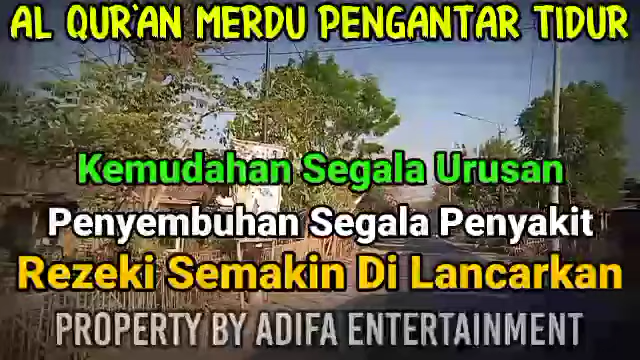 AL QUR'AN MERDU PENGANTAR TIDUR
Kemudahan Segala Urusan
Penyembuhan Segala Penyakit
Rezeki Semakin Di Lancarkan
PROPERTY BY ADIFA ENTERTAINMENT